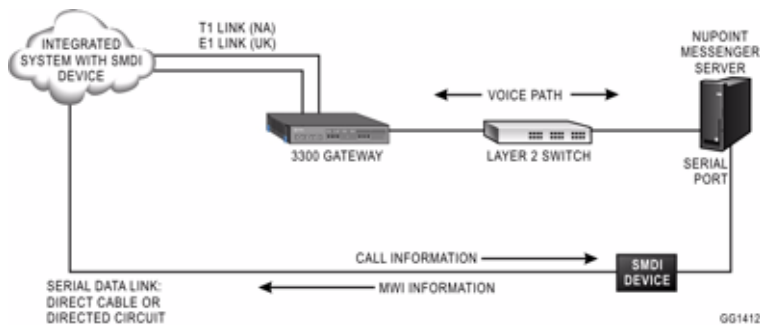 T1 LINK (NA)
E1 LINK (UK)
INTEGRATED
SYSTEM WITH SMDI
DEVICE
NUPOINT
MESSENGER
SERVER
VOICE PATH
3300 GATEWAY
LAYER 2 SWITCH
SERIAL
PORT
CALL INFORMATION
SMDI
DEVICE
MWI INFORMATION
SERIAL DATA LINK:
DIRECT CABLE OR
DIRECTED CIRCUIT
GG1412